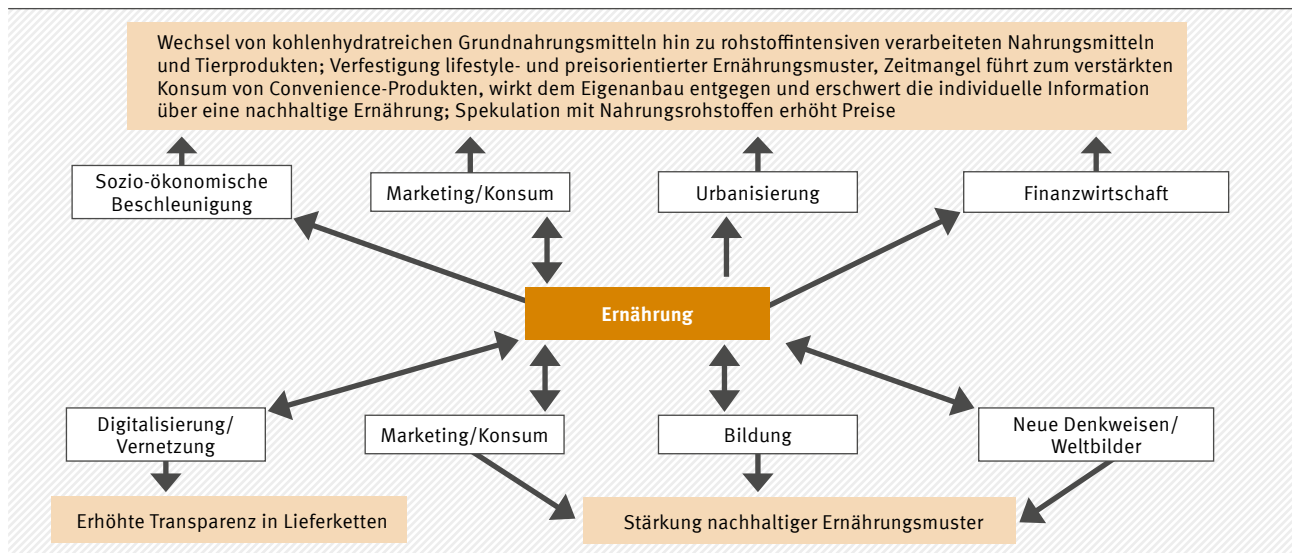 Wechsel von kohlenhydratreichen Grundnahrungsmitteln hin zu rohstoffintensiven verarbeiteten Nahrungsmitteln
und Tierprodukten; Verfestigung lifestyle- und preisorientierter Ernährungsmuster, Zeitmangel führt zum verstärkten
Konsum von Convenience-Produkten, wirkt dem Eigenanbau entgegen und erschwert die individuelle Information
über eine nachhaltige Ernährung; Spekulation mit Nahrungsrohstoffen erhöht Preise
Sozio-ökonomische
Beschleunigung
Marketing/Konsum
Urbanisierung
Finanzwirtschaft
Ernährung
Digitalisierung/
Vernetzung
Marketing/Konsum
Bildung
Neue Denkweisen/
Weltbilder
Erhöhte Transparenz in Lieferketten
Stärkung nachhaltiger Ernährungsmuster